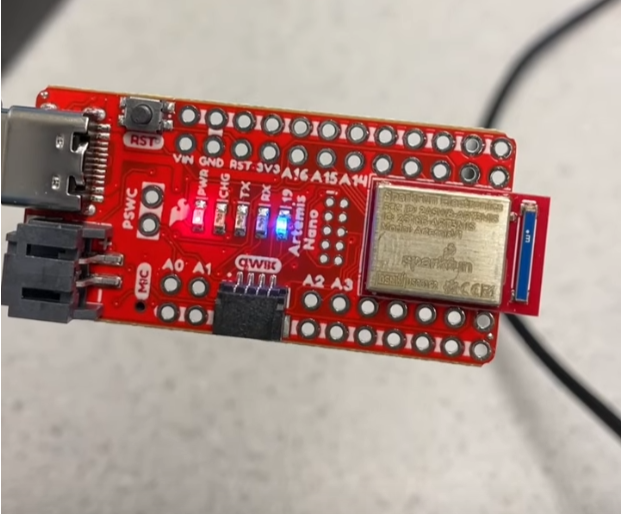 RST
VIN GND RST 3V3 A16 A15 A14
PSWC
PWR
CHG
TX
RX
19
Artemis
Nano
qwiic
MIC
A0 A1
A2 A3
sparkfun